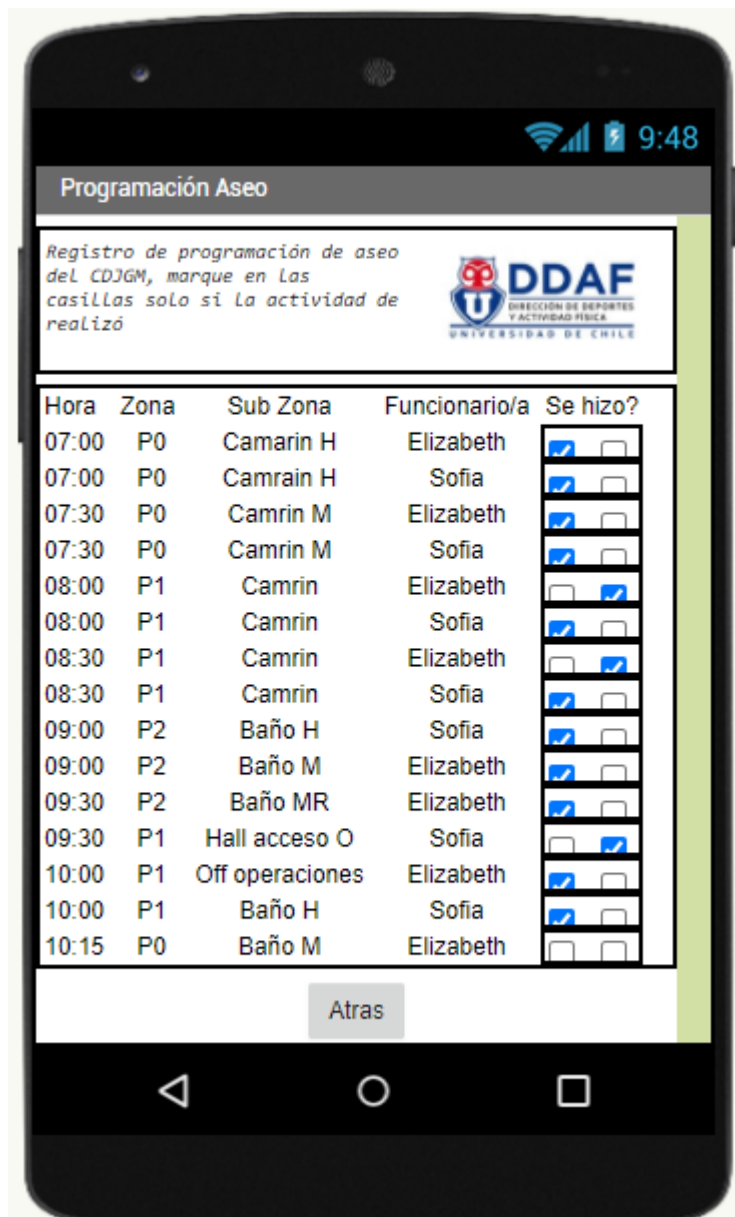 9:48
Programación Aseo
Registro de programación de aseo
del CDJGM, marque en las
casillas solo si la actividad de
realizó
DDAF
DIRECCIÓN DE DEPORTES
Y ACTIVIDAD FÍSICA
UNIVERSIDAD DE CHILE
Hora Zona Sub Zona Funcionario/a Se hizo?
07:00 P0 Camarin H Elizabeth
07:00 P0 Camrain H Sofia
07:30 P0 Camrin M Elizabeth
07:30 P0 Camrin M Sofia
08:00 P1 Camrin Elizabeth
08:00 P1 Camrin Sofia
08:30 P1 Camrin Elizabeth
08:30 P1 Camrin Sofia
09:00 P2 Baño H Sofia
09:00 P2 Baño M Elizabeth
09:30 P2 Baño MR Elizabeth
09:30 P1 Hall acceso O Sofia
10:00 P1 Off operaciones Elizabeth
10:00 P1 Baño H Sofia
10:15 P0 Baño M Elizabeth
Atras